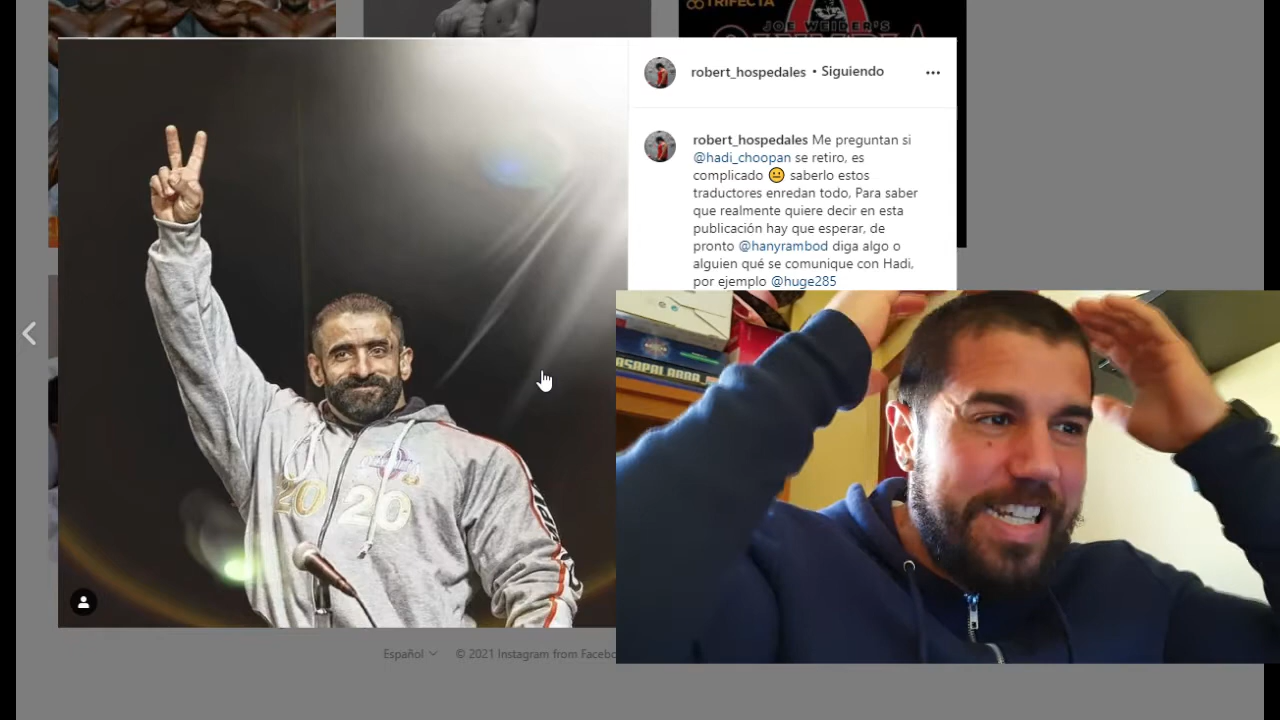 TRIFECTA
JOE WEIDER'S
robert_hospedales • Siguiendo
robert_hospedales Me preguntan si
@hadi_choopan se retiro, es
complicado 😐 saberlo estos
traductores enredan todo, Para saber
que realmente quiere decir en esta
publicación hay que esperar, de
pronto @hanyrambod diga algo o
alguien qué se comunique con Hadi,
por ejemplo @huge285
20 20
Español
© 2021 Instagram from